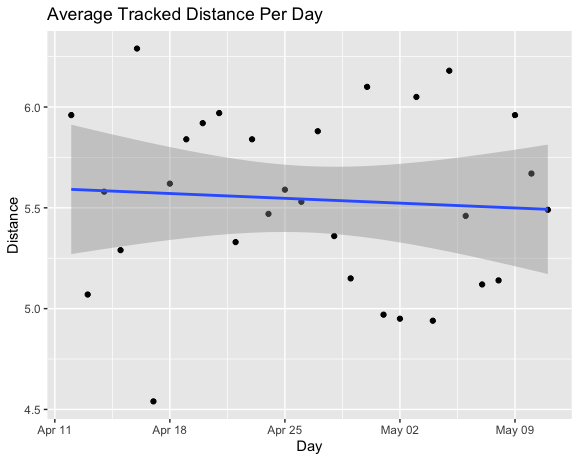 Average Tracked Distance Per Day
Distance
6.0
5.5
5.0
4.5
Apr 11
Apr 18
Apr 25
May 02
May 09
Day